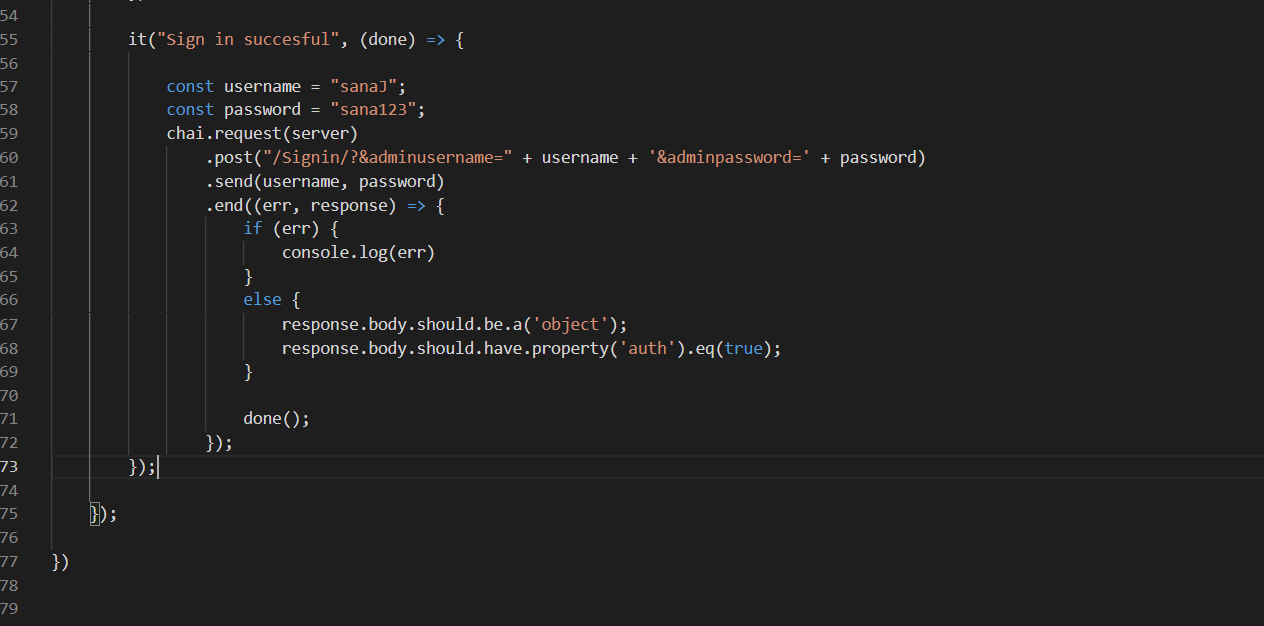 54
55 it("Sign in succesful", (done) => {
56
57 const username = "sanaJ";
58 const password = "sana123";
59 chai.request(server)
60 .post("/Signin/?&adminusername=" + username + '&adminpassword=' + password)
61 .send(username, password)
62 .end((err, response) => {
63 if (err) {
64 console.log(err)
65 }
66 else {
67 response.body.should.be.a('object');
68 response.body.should.have.property('auth').eq(true);
69 }
70
71 done();
72 });
73 });
74
75 });
76
77 })
78
79